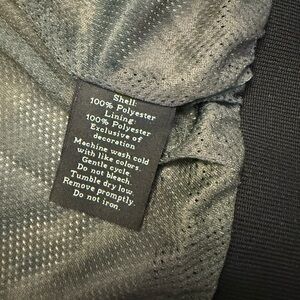 Shell:
100% Polyester
Lining:
100% Polyester
Exclusive of
decoration
Machine wash cold
with like colors.
Gentle cycle.
Do not bleach.
Tumble dry low.
Remove promptly.
Do not iron.